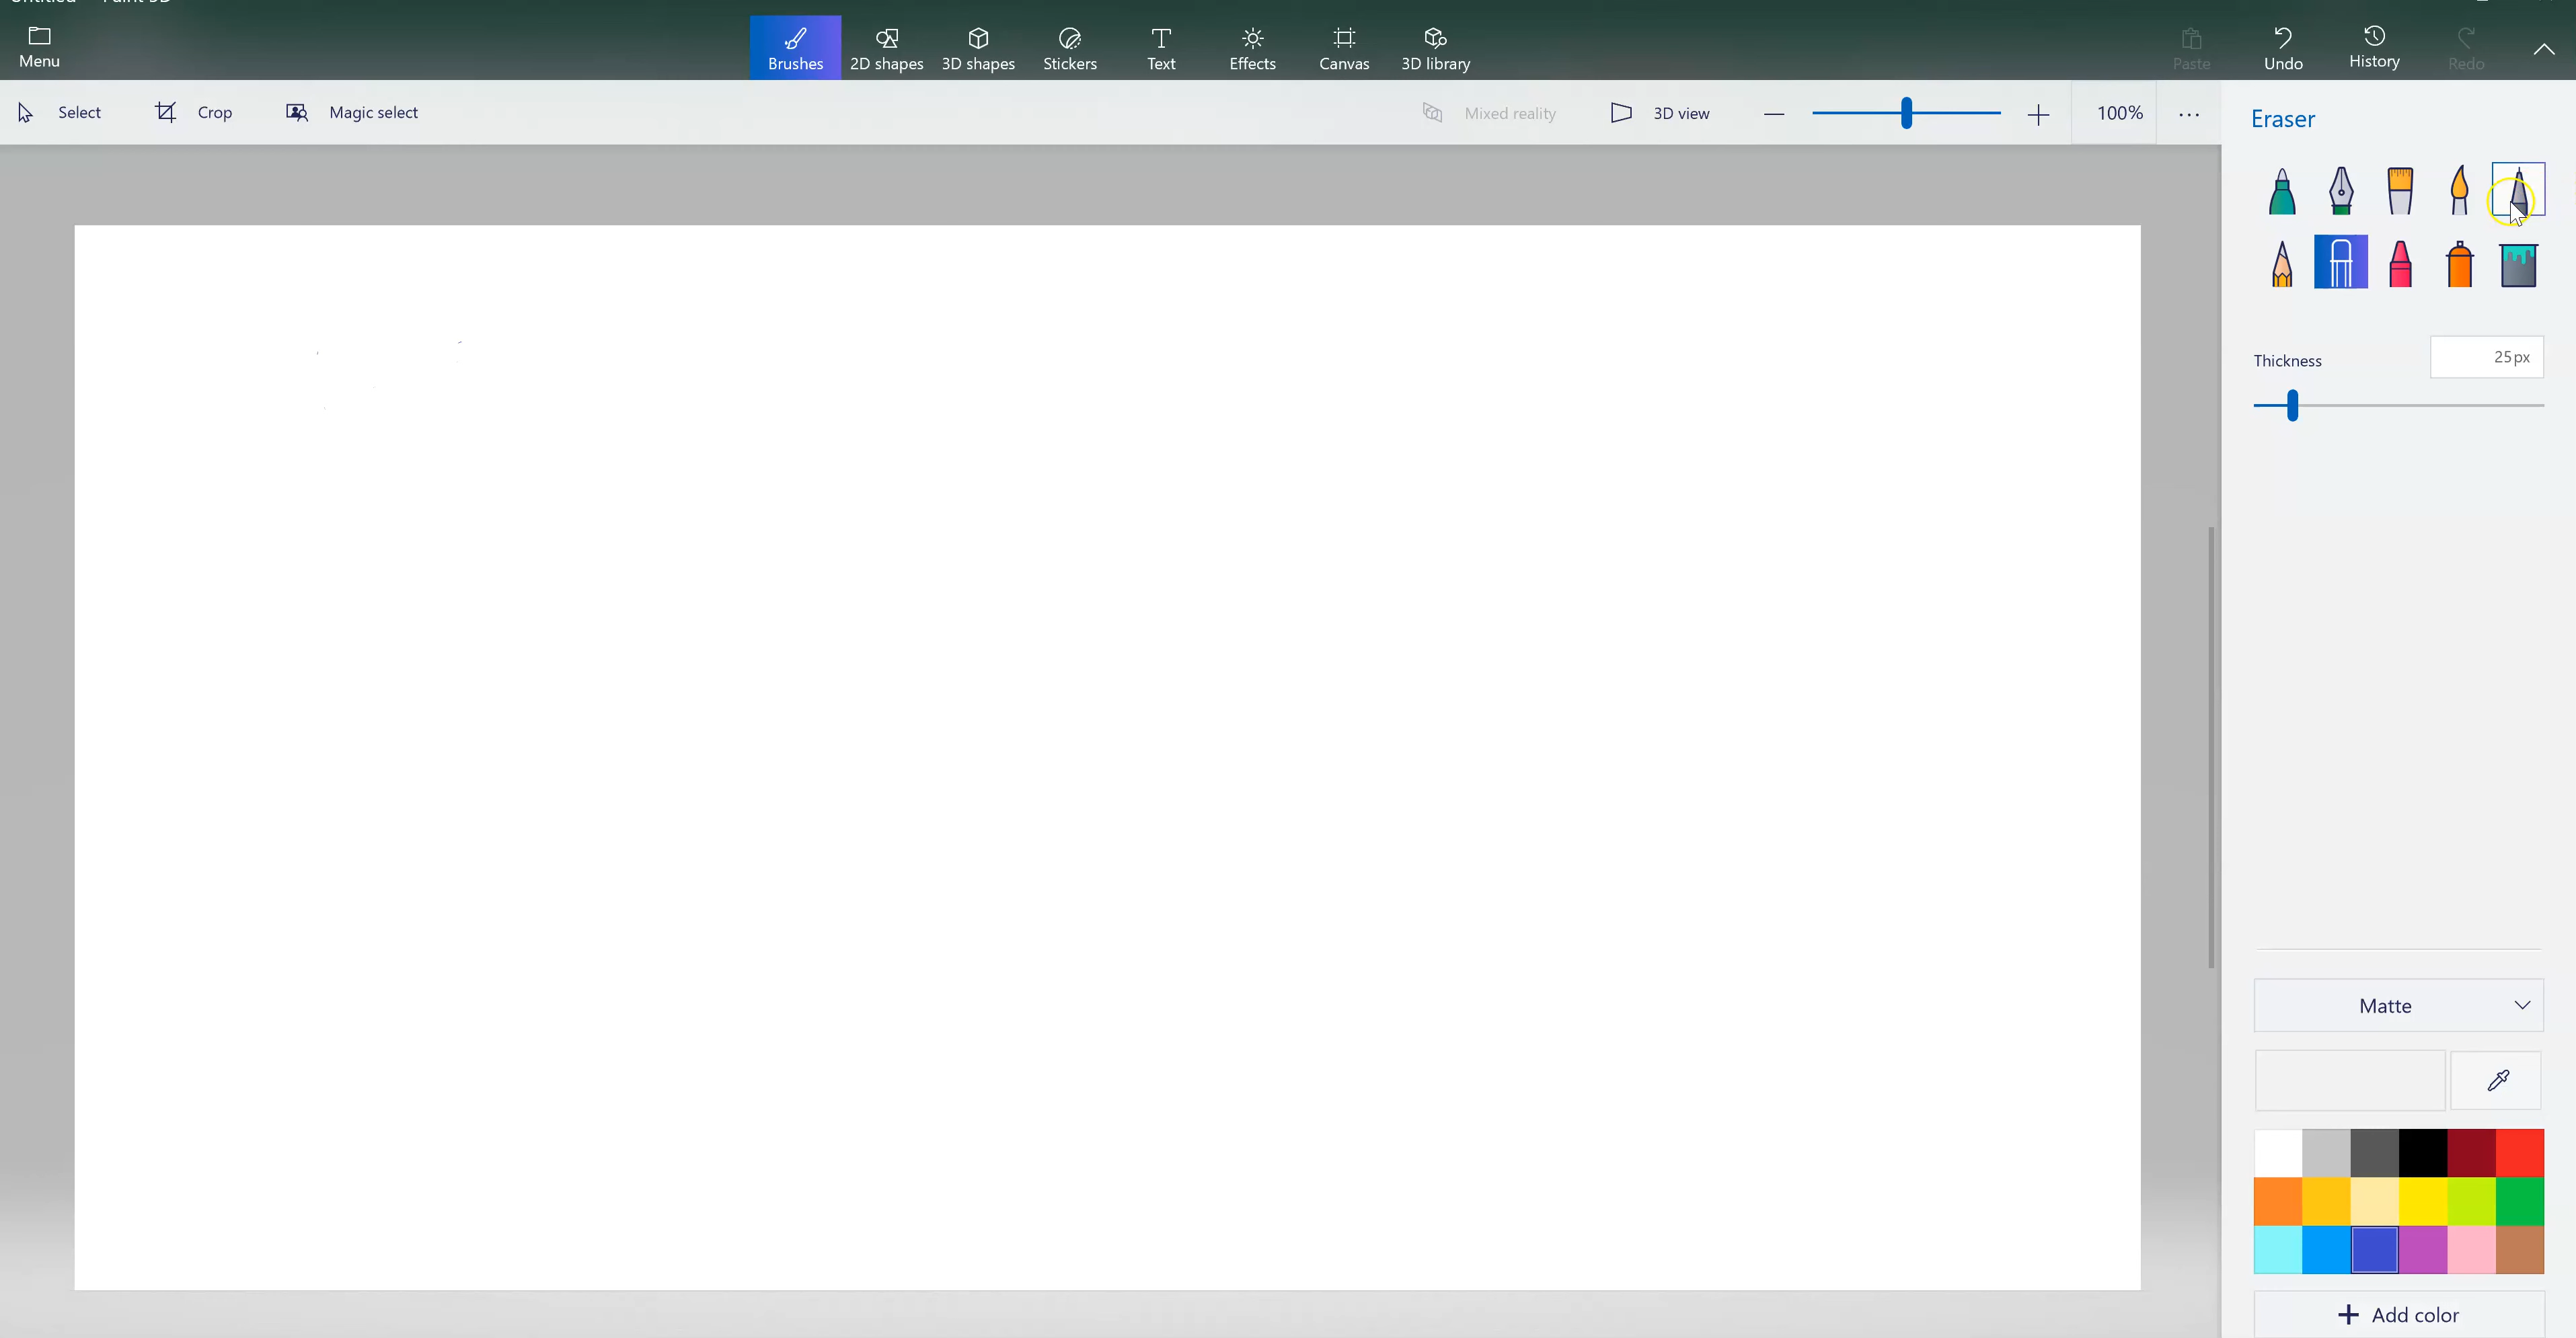 Menu
Brushes
2D shapes
3D shapes
Stickers
Text
Effects
Canvas
3D library
Paste
Undo
History
Redo
Select
Crop
Magic select
Mixed reality
3D view
100%
Eraser
Thickness
25px
Matte
Add color